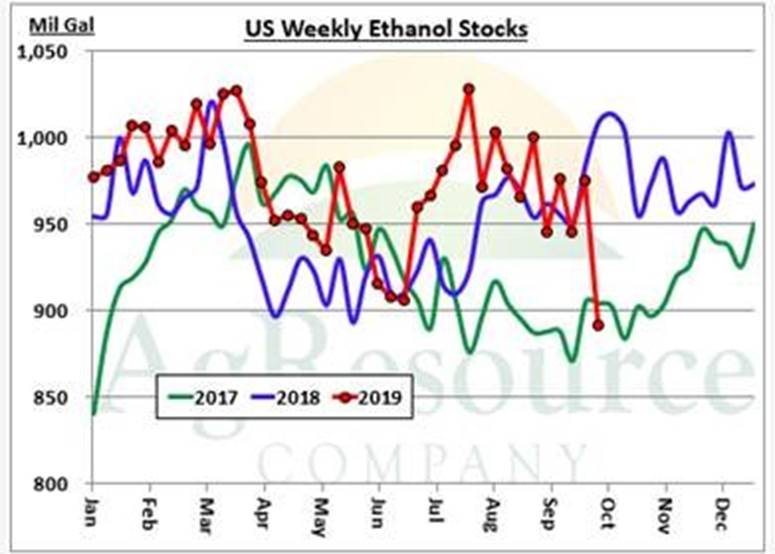 Mil Gal
US Weekly Ethanol Stocks
1,050
1,000
950
900
850
800
AgResource
COMPANY
2017 2018 2019
Jan Feb Mar Apr May Jun Jul Aug Sep Oct Nov Dec